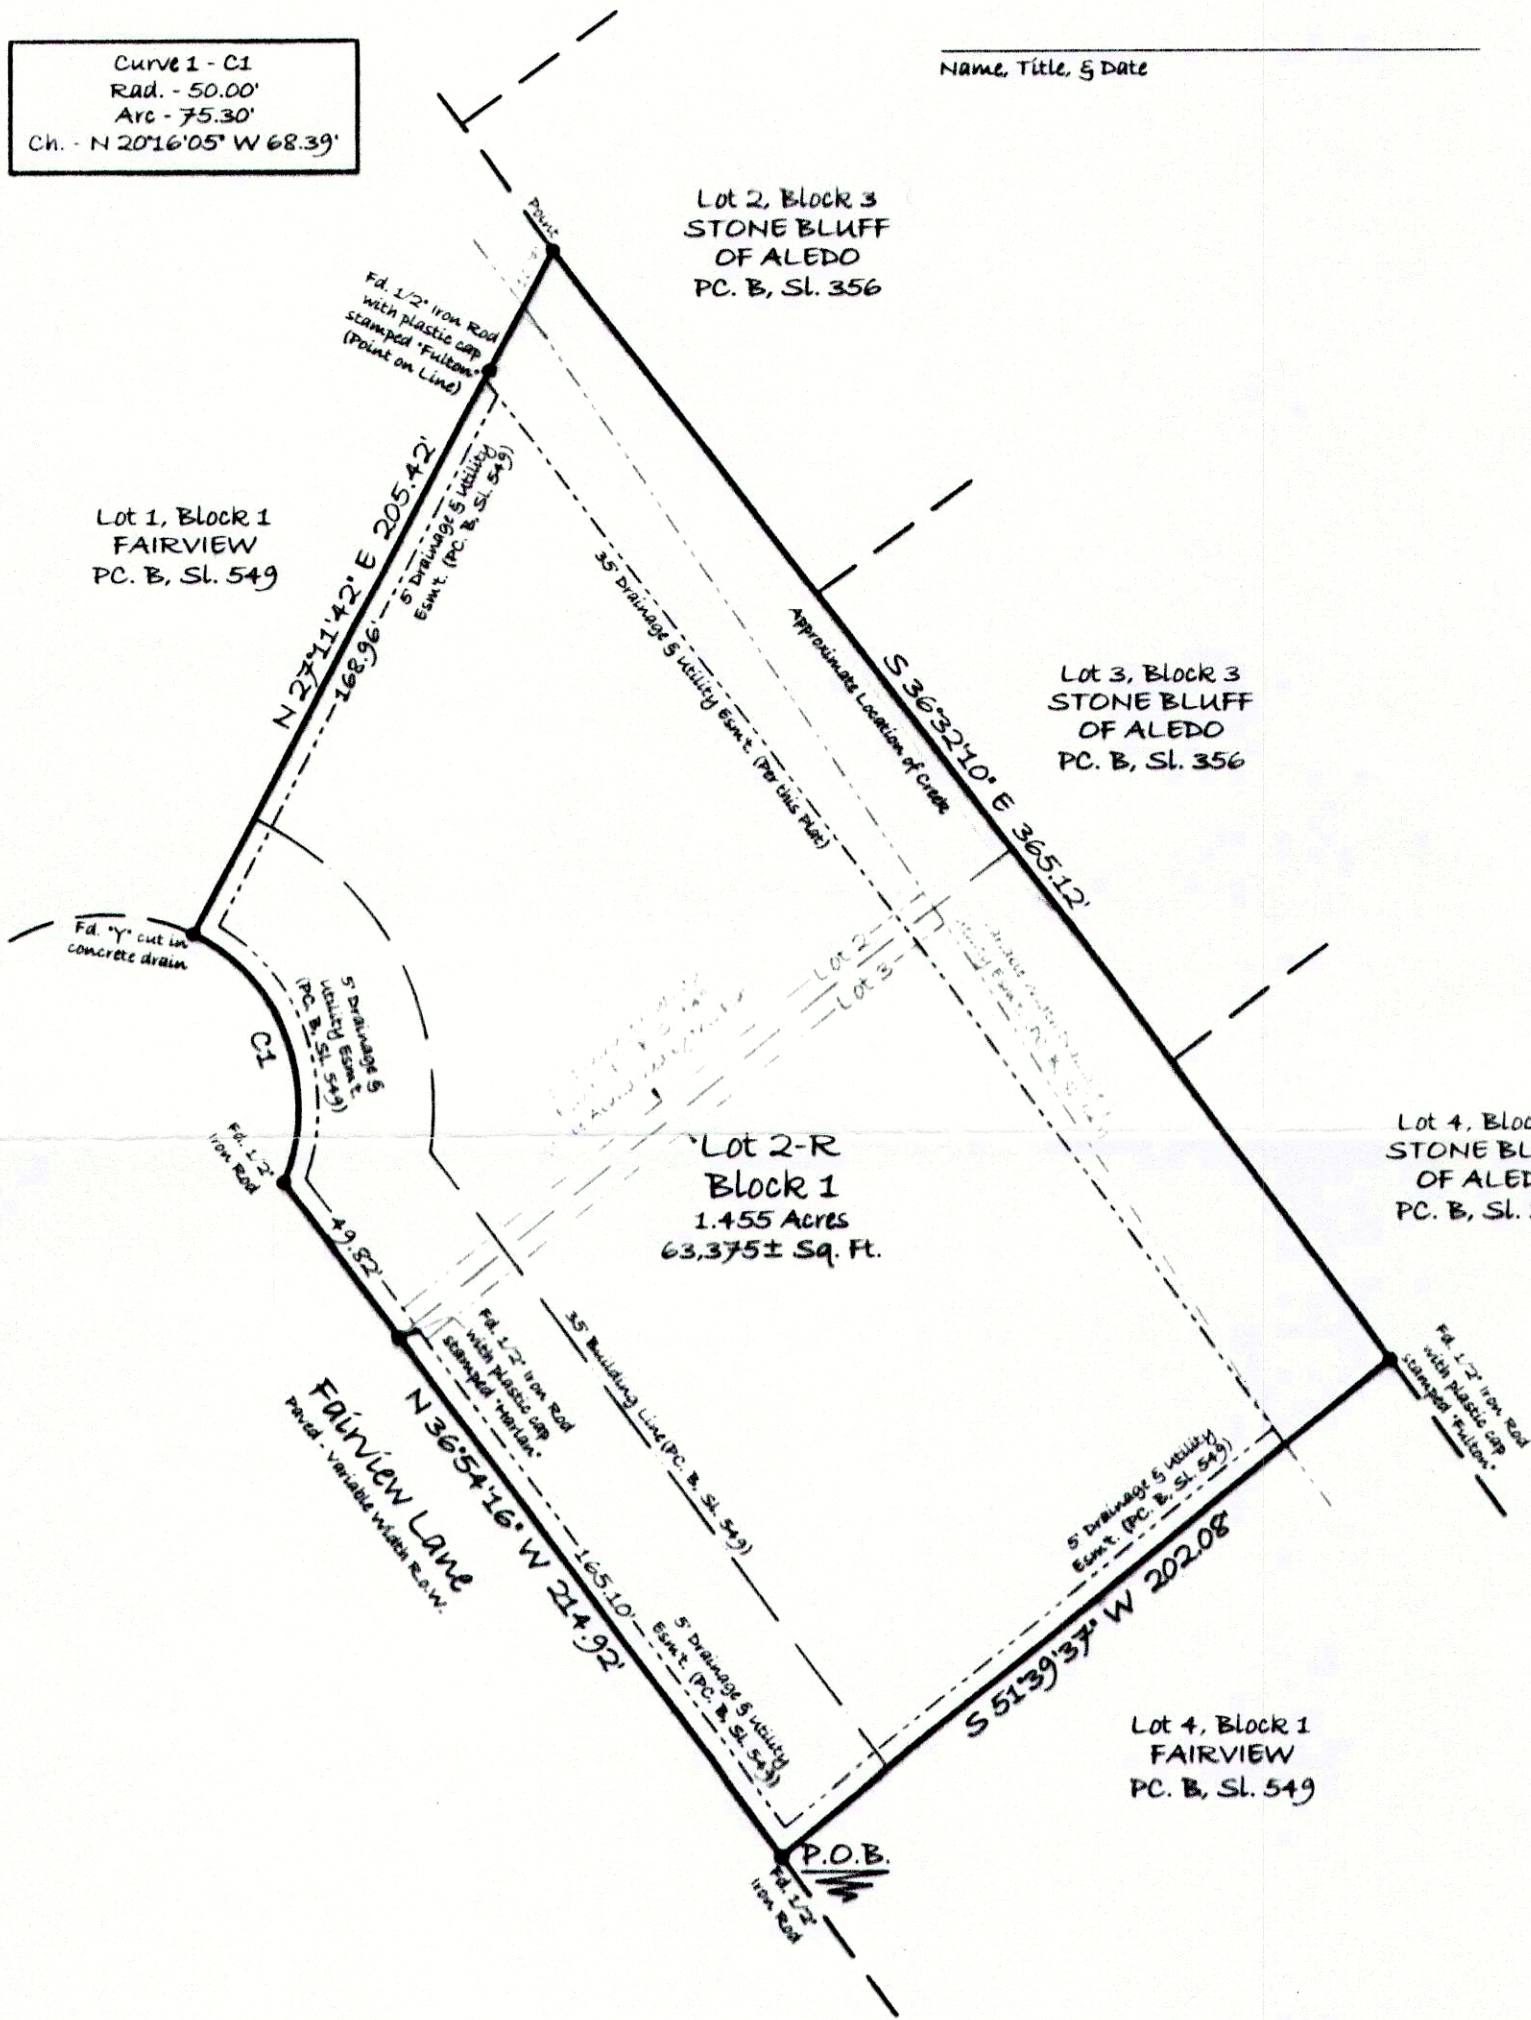 Curve 1 - C1
Rad. - 50.00'
Arc - 75.30'
Ch. - N 20°16'05" W 68.39'
Name, Title, & Date
Point
Lot 2, Block 3
STONE BLUFF
OF ALEDO
PC. B, Sl. 356
Fd. 1/2" Iron Rod
with plastic cap
stamped "Fulton"
(Point on Line)
Lot 1, Block 1
FAIRVIEW
PC. B, Sl. 549
N 27°11'42" E 205.42'
168.96'
5' Drainage & Utility
Esmt. (PC. B, Sl. 549)
35' Drainage & Utility Esmt. (Per this Plat)
Approximate Location of Creek
S 36°32'10" E 365.12'
Lot 3, Block 3
STONE BLUFF
OF ALEDO
PC. B, Sl. 356
Fd. "Y" cut in
concrete drain
C1
5' Drainage &
Utility Esmt.
(PC. B, Sl. 549)
Lot 2
Lot 3
Fd. 1/2"
Iron Rod
Lot 2-R
Block 1
1.455 Acres
63,375± Sq. Ft.
Lot 4,
STONE
OF
PC. B, Sl.
49.82'
Fd. 1/2" Iron Rod
with plastic cap
stamped "Harlan"
35' Building Line (PC. B, Sl. 549)
Fairview Lane
Paved - Variable Width R.O.W.
N 36°54'16" W 214.92'
165.10'
5' Drainage & Utility
Esmt. (PC. B, Sl. 549)
5' Drainage & Utility
Esmt. (PC. B, Sl. 549)
S 51°39'37" W 202.08'
Fd. 1/2" Iron Rod
with plastic cap
stamped "Fulton"
Lot 4, Block 1
FAIRVIEW
PC. B, Sl. 549
P.O.B.
Fd. 1/2"
Iron Rod